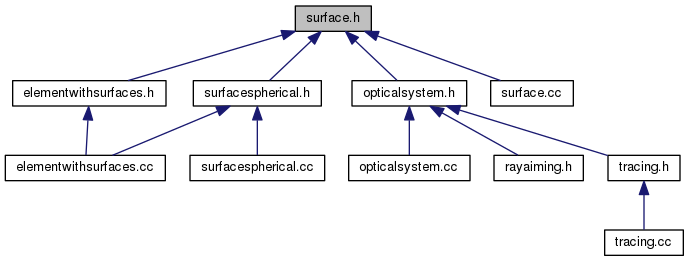 surface.h
elementwithsurfaces.h
surfacespherical.h
opticalsystem.h
surface.cc
elementwithsurfaces.cc
surfacespherical.cc
opticalsystem.cc
rayaiming.h
tracing.h
tracing.cc